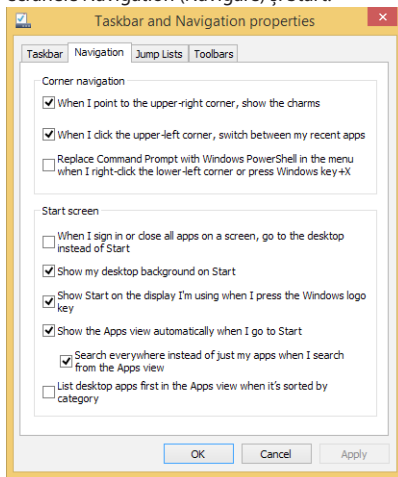 Taskbar and Navigation properties
Taskbar Navigation Jump Lists Toolbars
Corner navigation
When I point to the upper-right corner, show the charms
When I click the upper-left corner, switch between my recent apps
Replace Command Prompt with Windows PowerShell in the menu
when I right-click the lower-left corner or press Windows key+X
Start screen
When I sign in or close all apps on a screen, go to the desktop
instead of Start
Show my desktop background on Start
Show Start on the display I'm using when I press the Windows logo
key
Show the Apps view automatically when I go to Start
Search everywhere instead of just my apps when I search
from the Apps view
List desktop apps first in the Apps view when it's sorted by
category
OK Cancel Apply